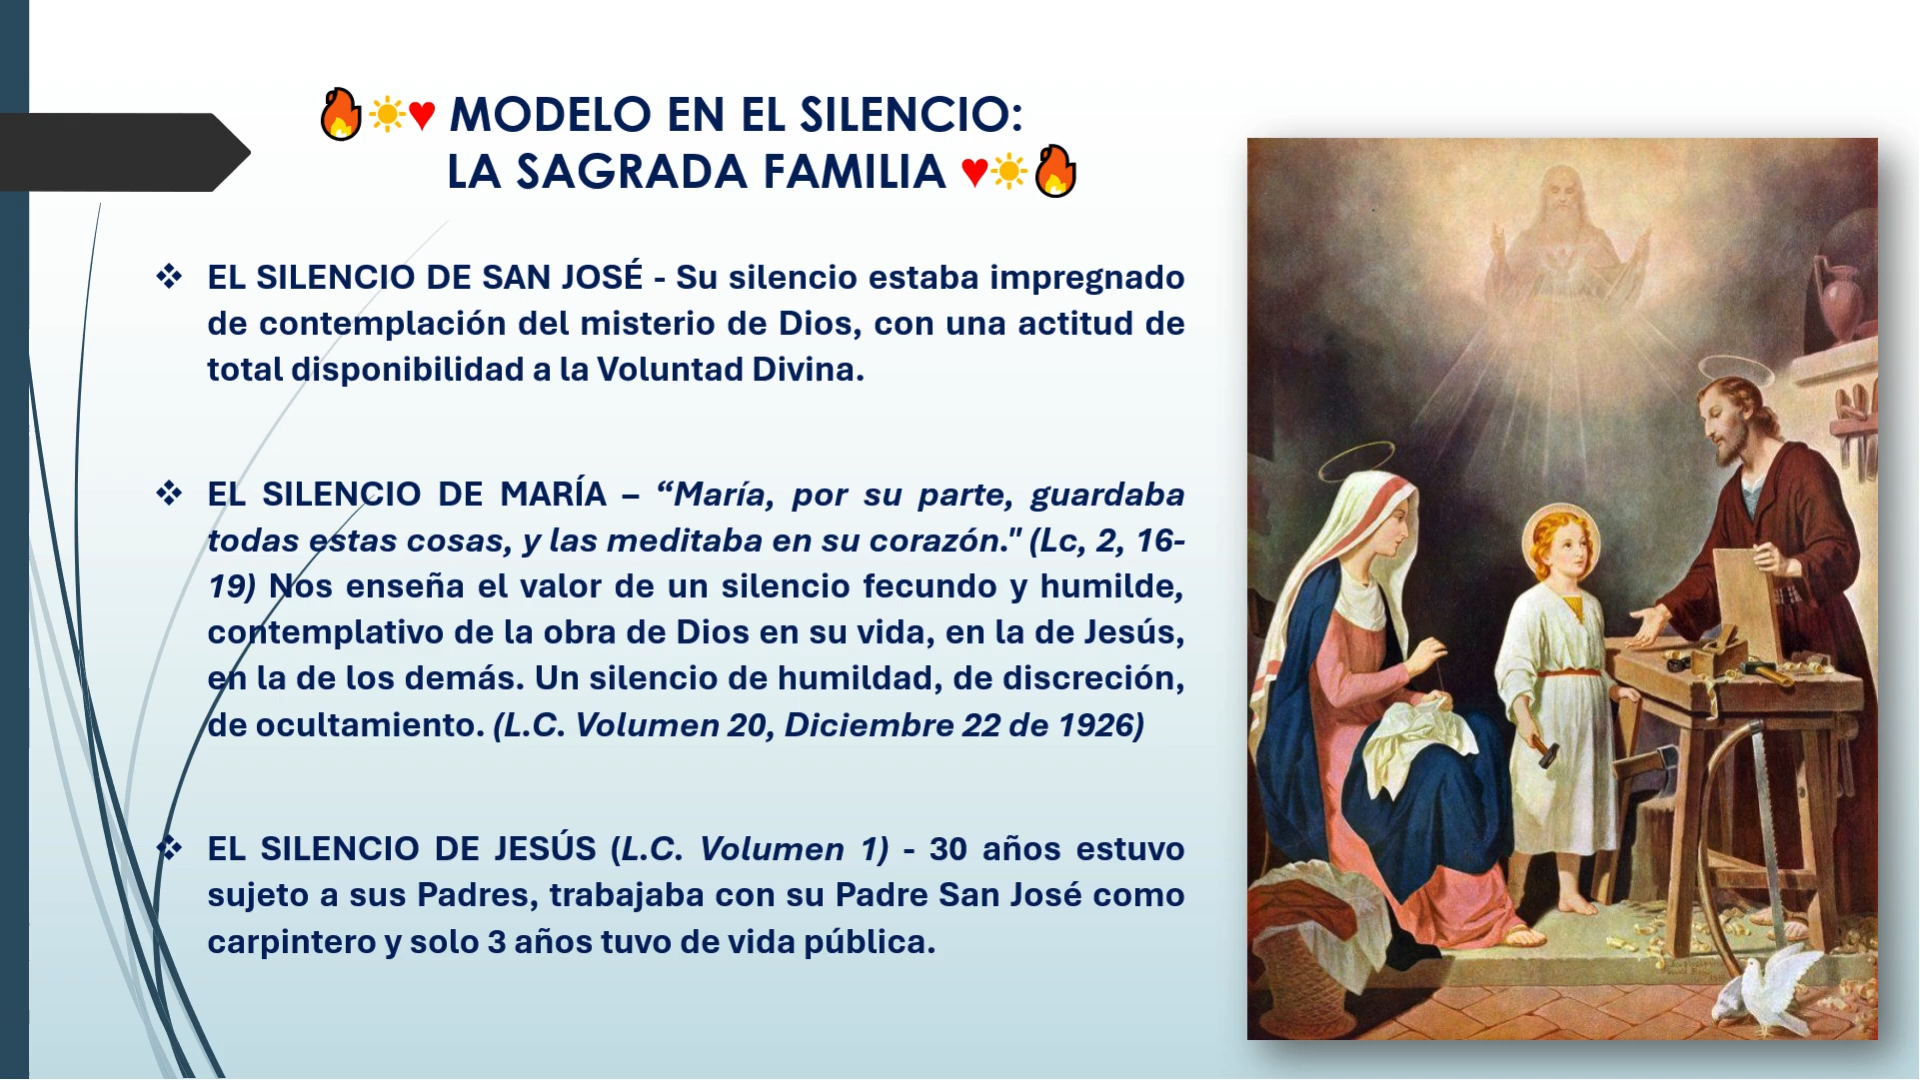 🔥☀♥ MODELO EN EL SILENCIO:
LA SAGRADA FAMILIA ♥☀🔥
❖ EL SILENCIO DE SAN JOSÉ - Su silencio estaba impregnado
de contemplación del misterio de Dios, con una actitud de
total disponibilidad a la Voluntad Divina.
❖ EL SILENCIO DE MARÍA – “María, por su parte, guardaba
todas estas cosas, y las meditaba en su corazón." (Lc, 2, 16-
19) Nos enseña el valor de un silencio fecundo y humilde,
contemplativo de la obra de Dios en su vida, en la de Jesús,
en la de los demás. Un silencio de humildad, de discreción,
de ocultamiento. (L.C. Volumen 20, Diciembre 22 de 1926)
❖ EL SILENCIO DE JESÚS (L.C. Volumen 1) - 30 años estuvo
sujeto a sus Padres, trabajaba con su Padre San José como
carpintero y solo 3 años tuvo de vida pública.